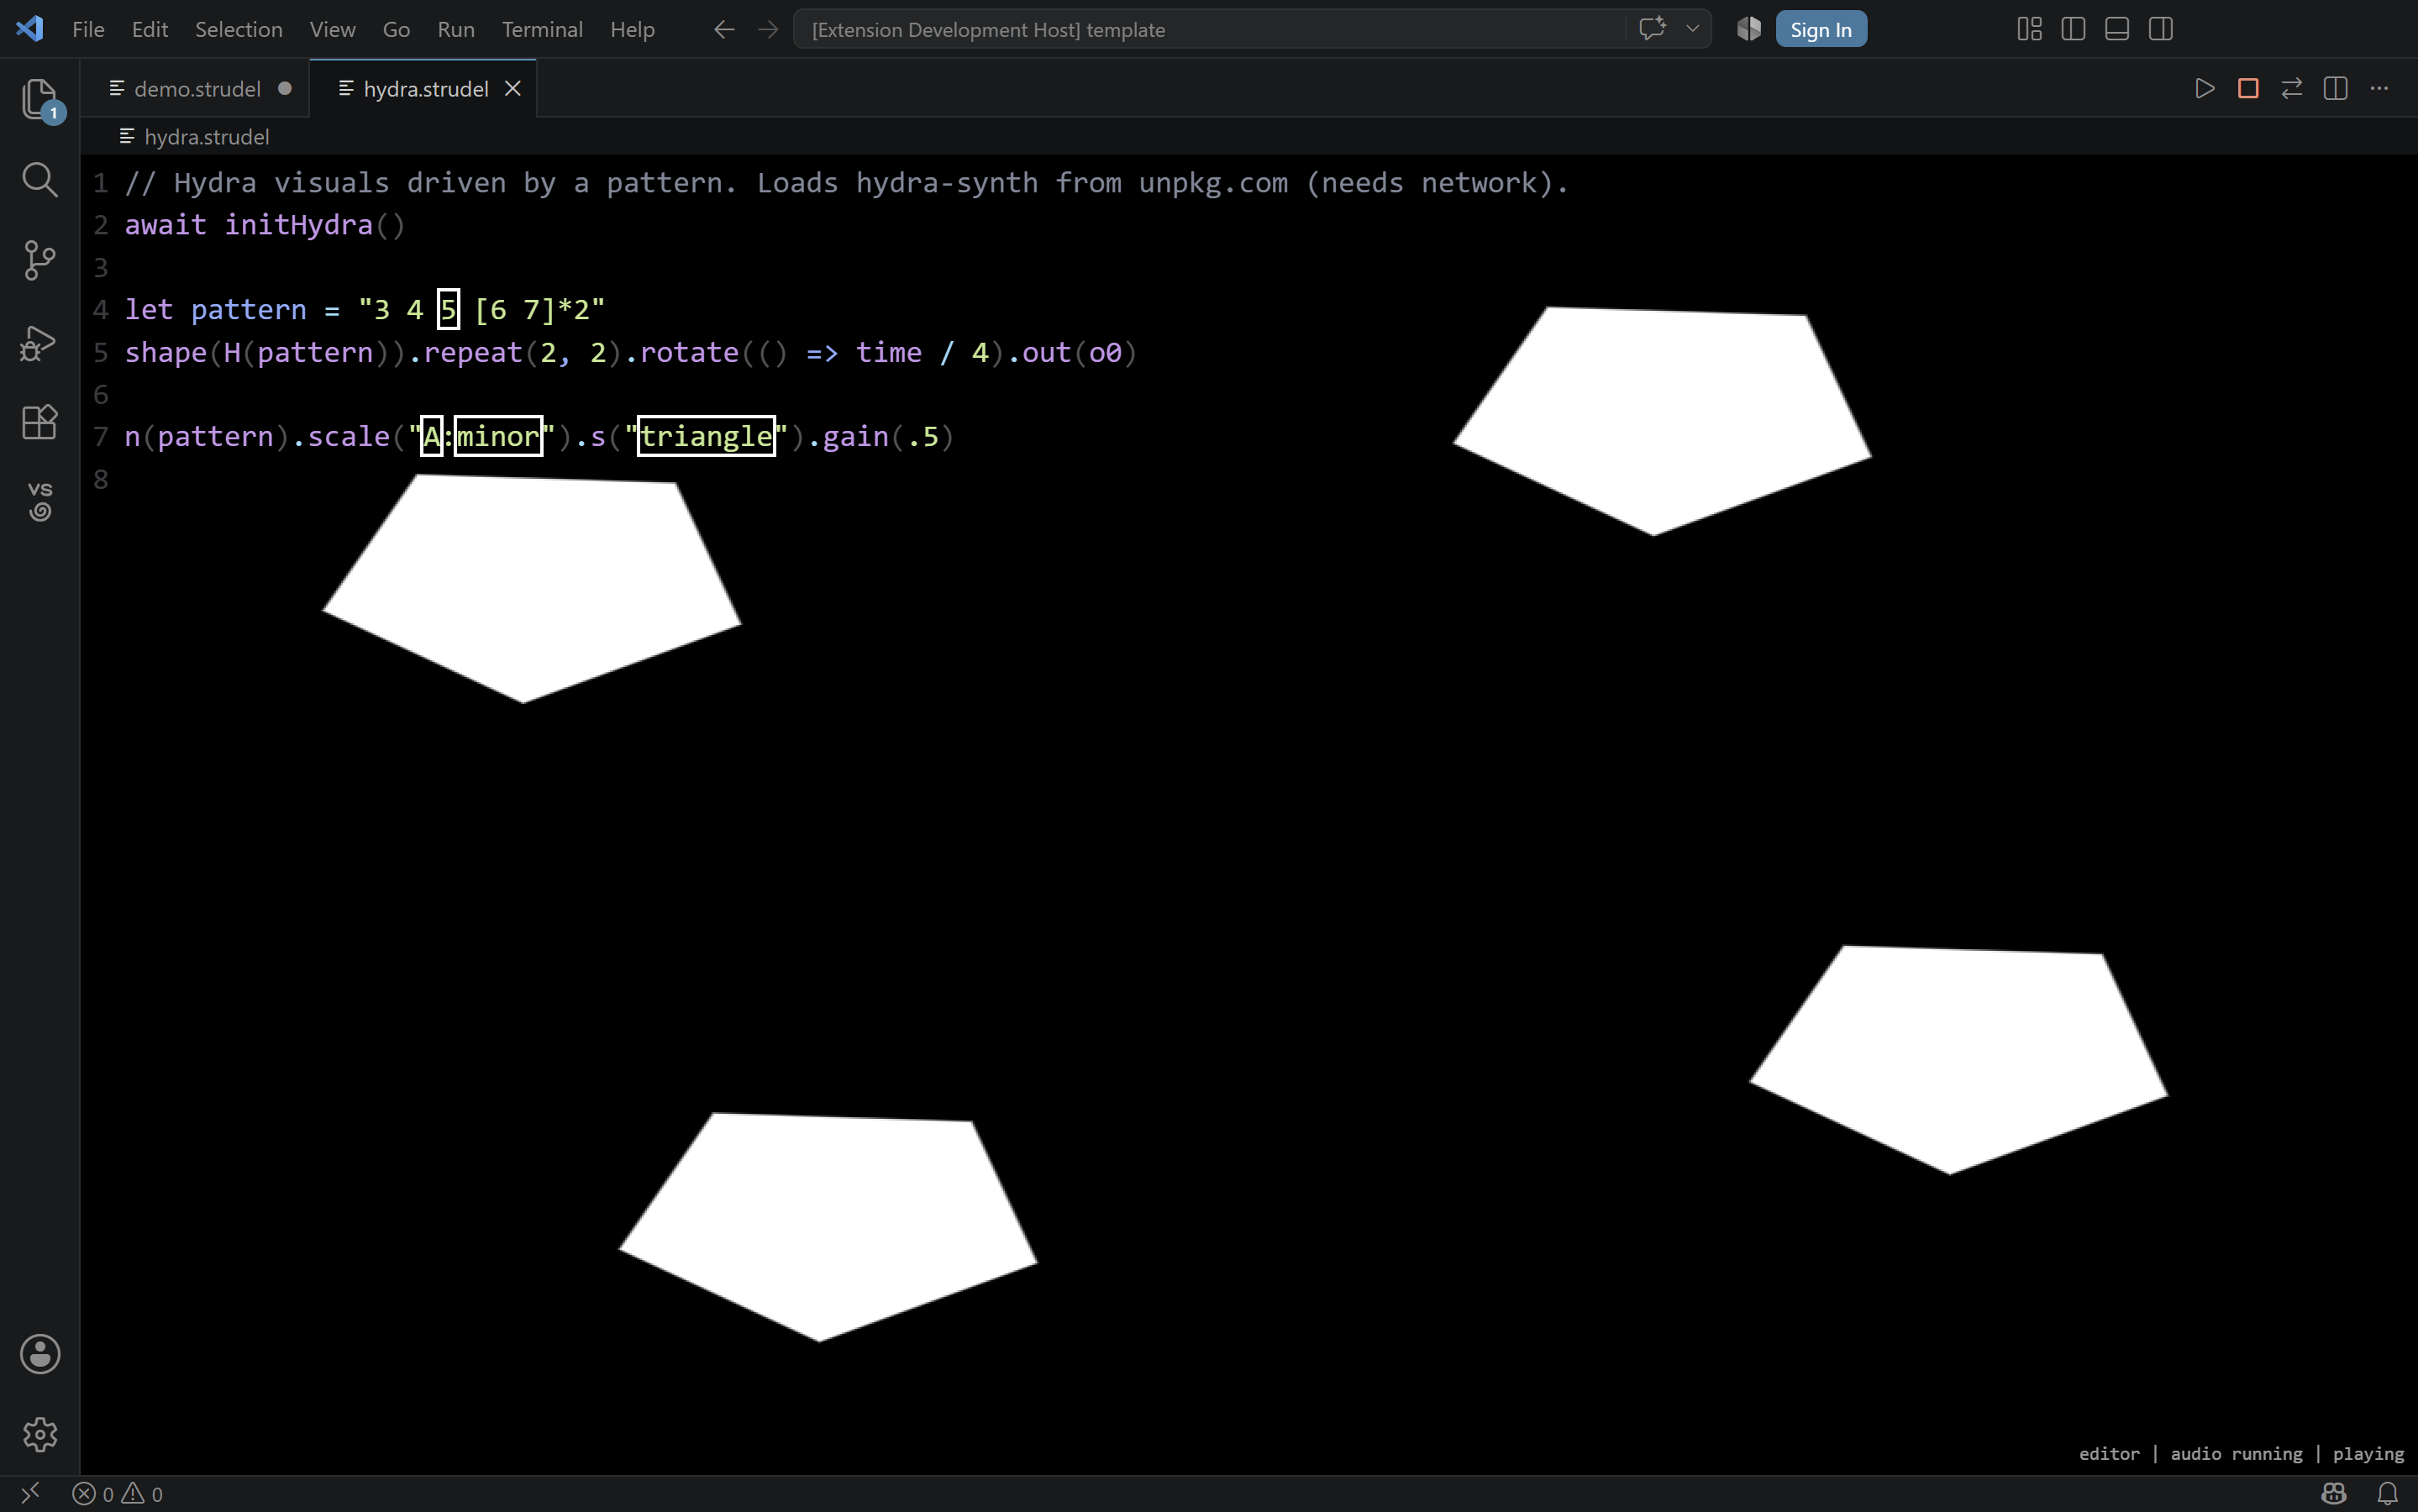 File Edit Selection View Go Run Terminal Help [Extension Development Host] template Sign In
demo.strudel hydra.strudel
1
hydra.strudel
1 // Hydra visuals driven by a pattern. Loads hydra-synth from unpkg.com (needs network).
2 await initHydra()
3
4 let pattern = "3 4 5 [6 7]*2"
5 shape(H(pattern)).repeat(2, 2).rotate(() => time / 4).out(o0)
6
7 n(pattern).scale("A:minor").s("triangle").gain(.5)
8
VS
editor | audio running | playing
0 0